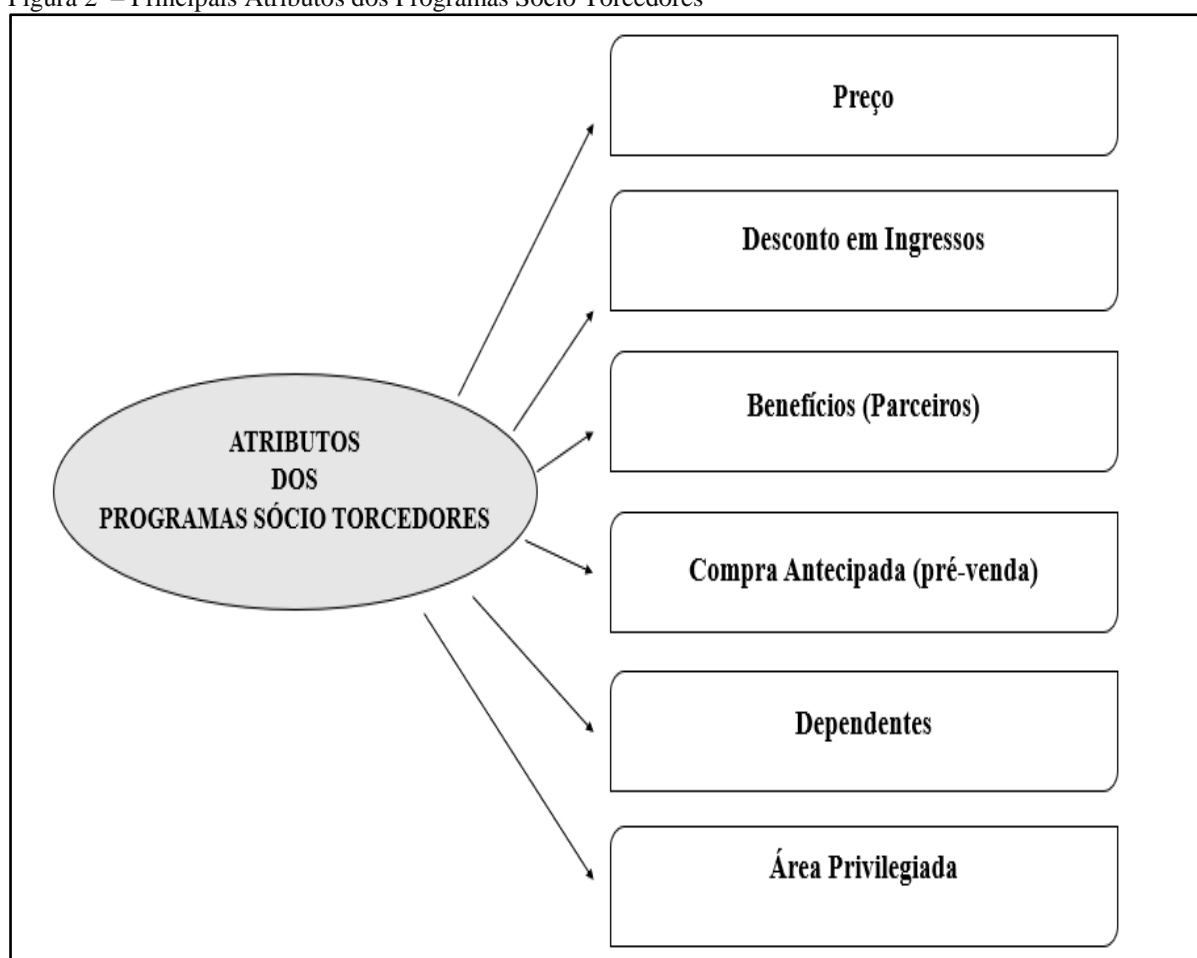 Figura 2 – Principais Atributos dos Programas Sócio Torcedores
Preço
Desconto em Ingressos
Benefícios (Parceiros)
ATRIBUTOS
DOS
PROGRAMAS SÓCIO TORCEDORES
Compra Antecipada (pré-venda)
Dependentes
Área Privilegiada